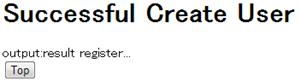 Successful Create User
output:result register...
Top